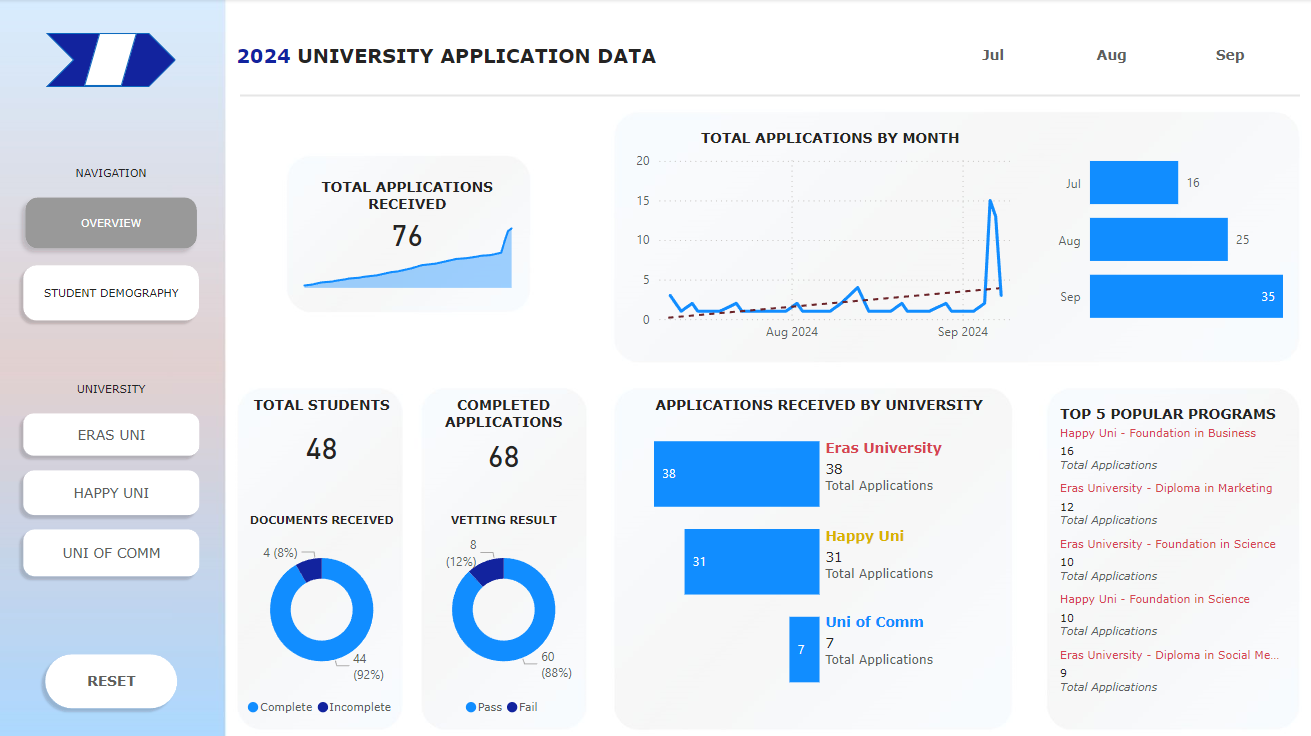 2024 UNIVERSITY APPLICATION DATA
Jul
Aug
Sep
NAVIGATION
OVERVIEW
STUDENT DEMOGRAPHY
UNIVERSITY
ERAS UNI
HAPPY UNI
UNI OF COMM
RESET
TOTAL APPLICATIONS
RECEIVED
76
TOTAL APPLICATIONS BY MONTH
20
15
10
5
0
Aug 2024
Sep 2024
Jul
16
Aug
25
Sep
35
TOTAL STUDENTS
48
DOCUMENTS RECEIVED
4 (8%)
44
(92%)
Complete
Incomplete
COMPLETED
APPLICATIONS
68
VETTING RESULT
8
(12%)
60
(88%)
Pass
Fail
APPLICATIONS RECEIVED BY UNIVERSITY
38
Eras University
38
Total Applications
31
Happy Uni
31
Total Applications
7
Uni of Comm
7
Total Applications
TOP 5 POPULAR PROGRAMS
Happy Uni - Foundation in Business
16
Total Applications
Eras University - Diploma in Marketing
12
Total Applications
Eras University - Foundation in Science
10
Total Applications
Happy Uni - Foundation in Science
10
Total Applications
Eras University - Diploma in Social Me...
9
Total Applications